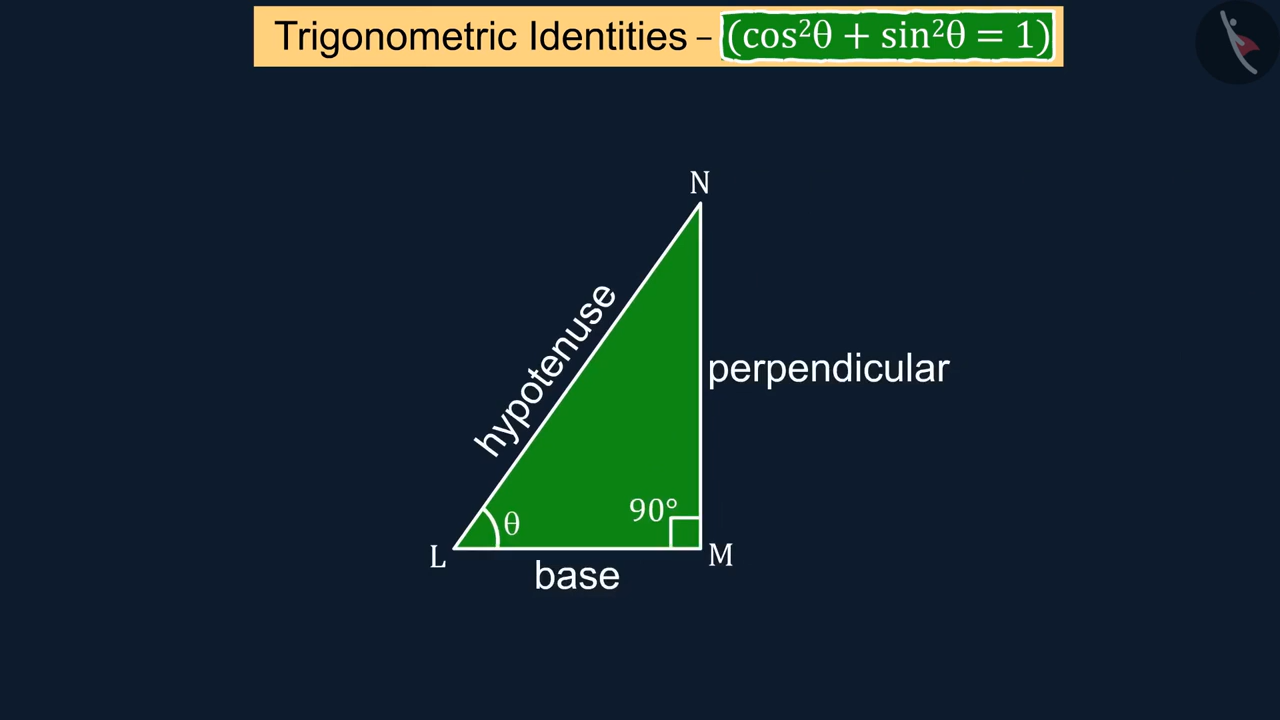 Trigonometric Identities – (cos²θ + sin²θ = 1)
N
hypotenuse
perpendicular
90°
θ
L
M
base